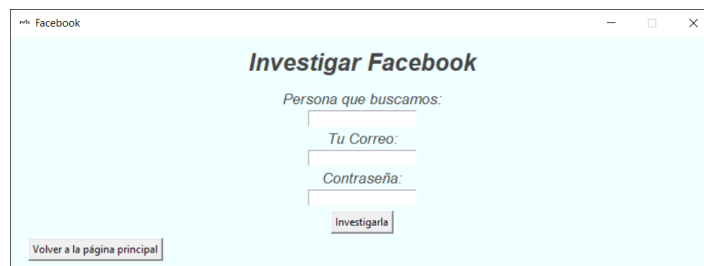 Facebook
Investigar Facebook
Persona que buscamos:
Tu Correo:
Contraseña:
Investigarla
Volver a la página principal